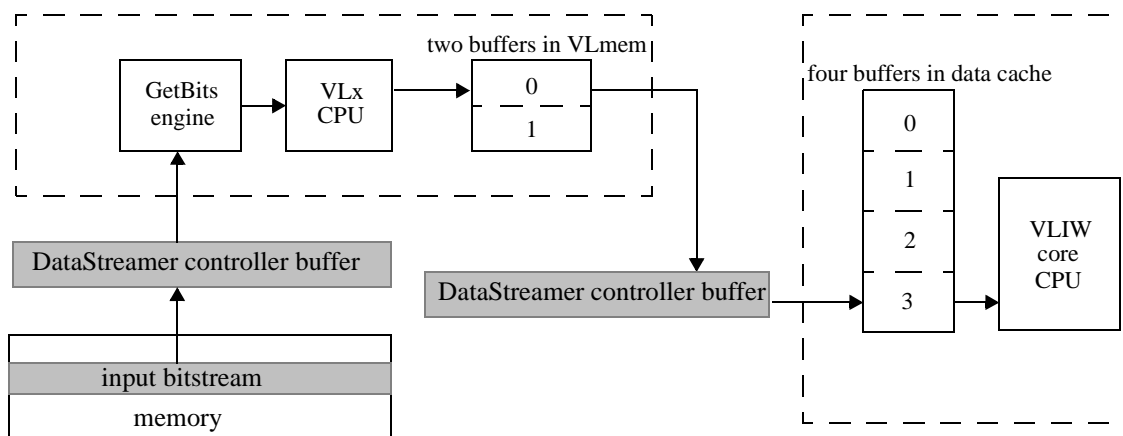 two buffers in VLmem
GetBits
engine
VLx
CPU
0
1
four buffers in data cache
0
1
2
3
VLIW
core
CPU
DataStreamer controller buffer
DataStreamer controller buffer
input bitstream
memory